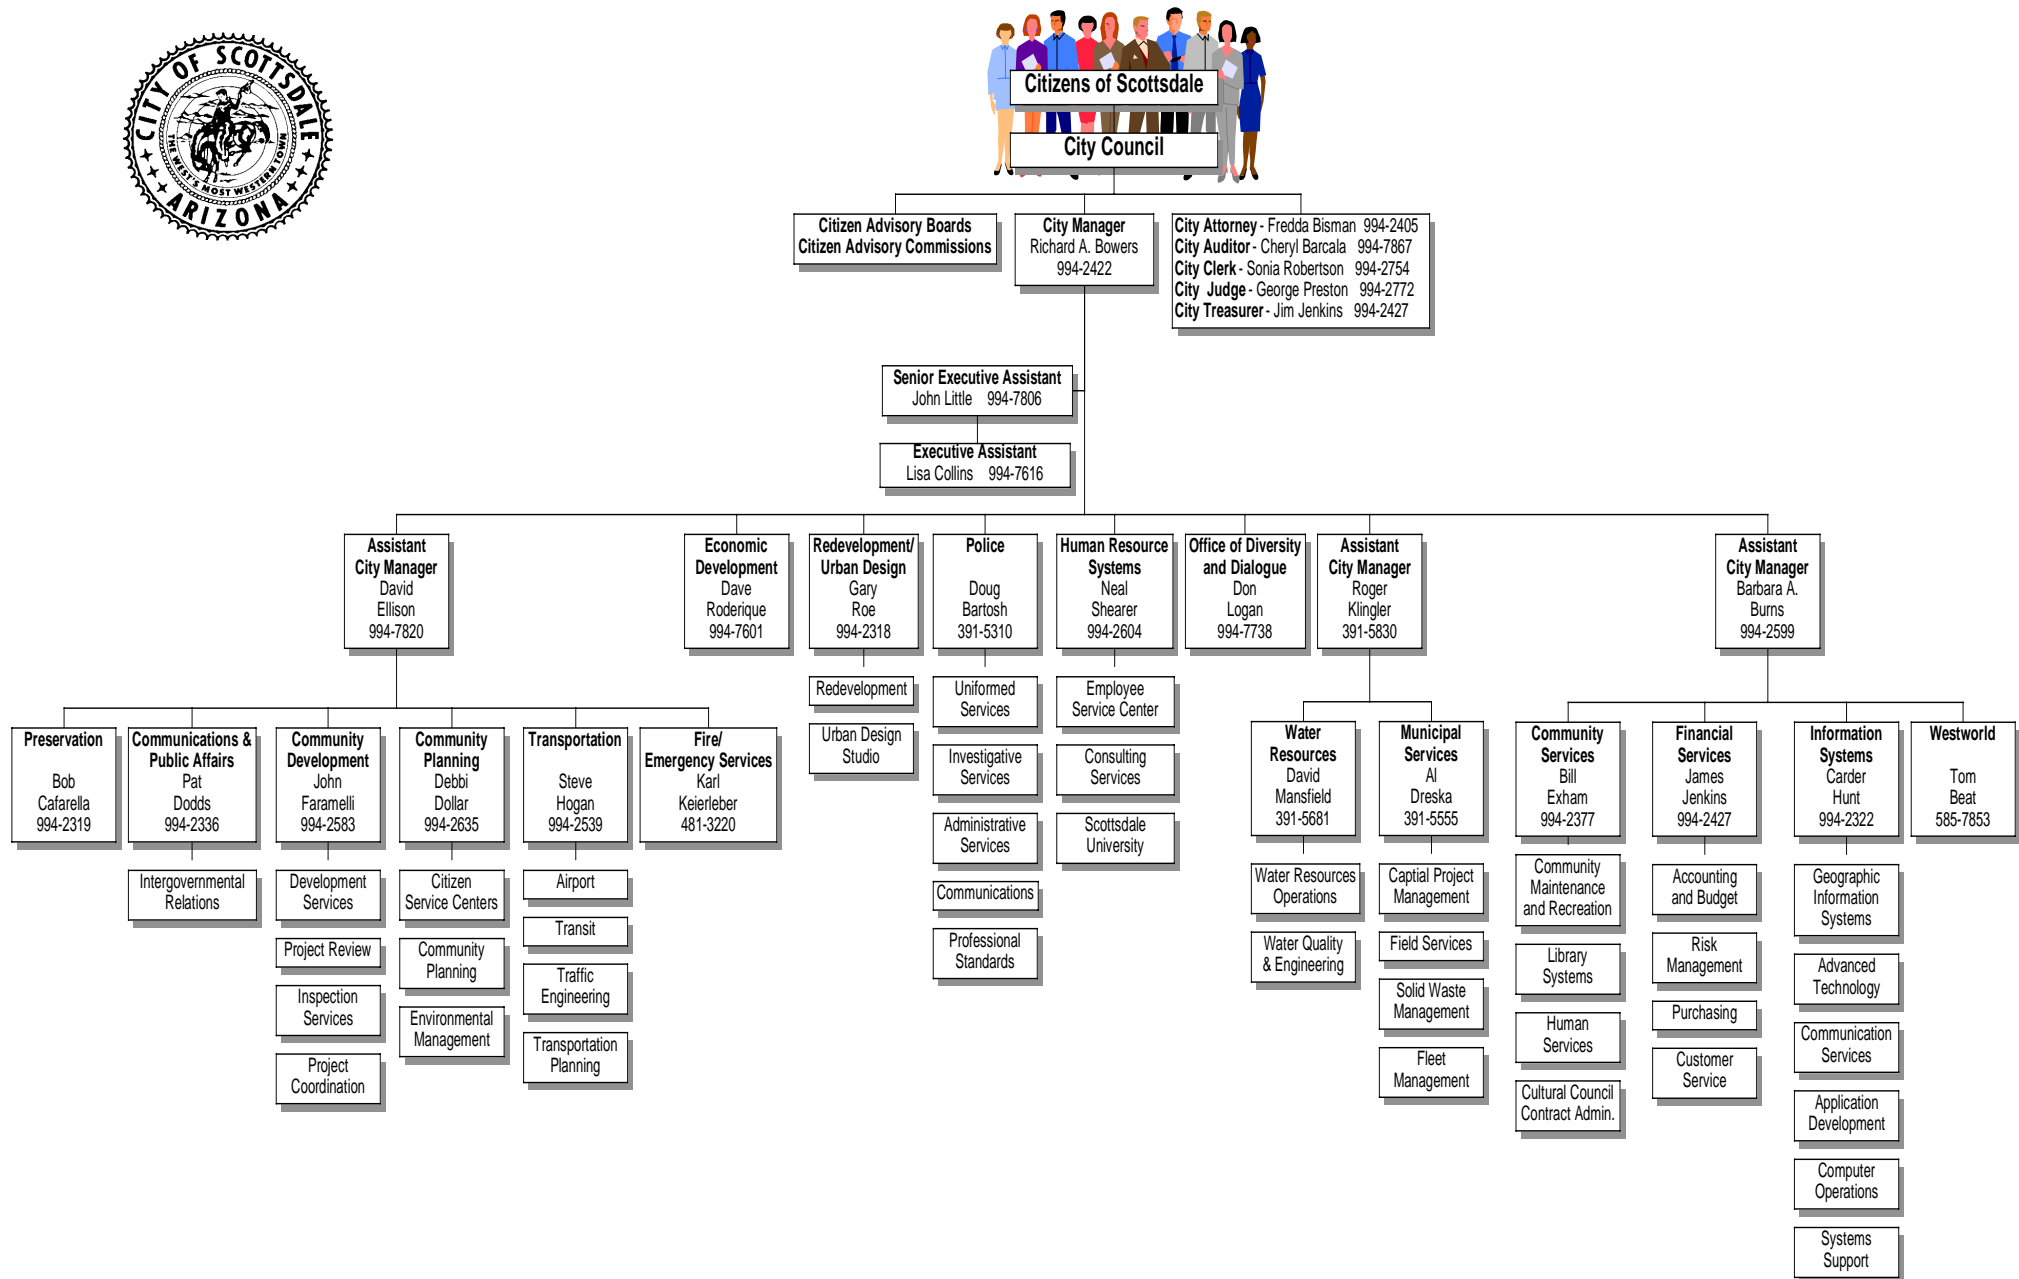 CITY OF SCOTTSDALE
ARIZONA
THE WEST'S MOST WESTERN TOWN
Citizens of Scottsdale
City Council
Citizen Advisory Boards
Citizen Advisory Commissions
City Manager
Richard A. Bowers
994-2422
City Attorney - Fredda Bisman 994-2405
City Auditor - Cheryl Barcala 994-7867
City Clerk - Sonia Robertson 994-2754
City Judge - George Preston 994-2772
City Treasurer - Jim Jenkins 994-2427
Senior Executive Assistant
John Little 994-7806
Executive Assistant
Lisa Collins 994-7616
Assistant
City Manager
David
Ellison
994-7820
Economic
Development
Dave
Roderique
994-7601
Redevelopment/
Urban Design
Gary
Roe
994-2318
Police
Doug
Bartosh
391-5310
Human Resource
Systems
Neal
Shearer
994-2604
Office of Diversity
and Dialogue
Don
Logan
994-7738
Assistant
City Manager
Roger
Klingler
391-5830
Assistant
City Manager
Barbara A.
Burns
994-2599
Redevelopment
Urban Design
Studio
Uniformed
Services
Investigative
Services
Administrative
Services
Communications
Professional
Standards
Employee
Service Center
Consulting
Services
Scottsdale
University
Preservation
Bob
Cafarella
994-2319
Communications &
Public Affairs
Pat
Dodds
994-2336
Community
Development
John
Faramelli
994-2583
Community
Planning
Debbi
Dollar
994-2635
Transportation
Steve
Hogan
994-2539
Fire/
Emergency Services
Karl
Keierleber
481-3220
Water
Resources
David
Mansfield
391-5681
Municipal
Services
Al
Dreska
391-5555
Community
Services
Bill
Exham
994-2377
Financial
Services
James
Jenkins
994-2427
Information
Systems
Carder
Hunt
994-2322
Westworld
Tom
Beat
585-7853
Intergovernmental
Relations
Development
Services
Project Review
Inspection
Services
Project
Coordination
Citizen
Service Centers
Community
Planning
Environmental
Management
Airport
Transit
Traffic
Engineering
Transportation
Planning
Water Resources
Operations
Water Quality
& Engineering
Captial Project
Management
Field Services
Solid Waste
Management
Fleet
Management
Community
Maintenance
and Recreation
Library
Systems
Human
Services
Cultural Council
Contract Admin.
Accounting
and Budget
Risk
Management
Purchasing
Customer
Service
Geographic
Information
Systems
Advanced
Technology
Communication
Services
Application
Development
Computer
Operations
Systems
Support